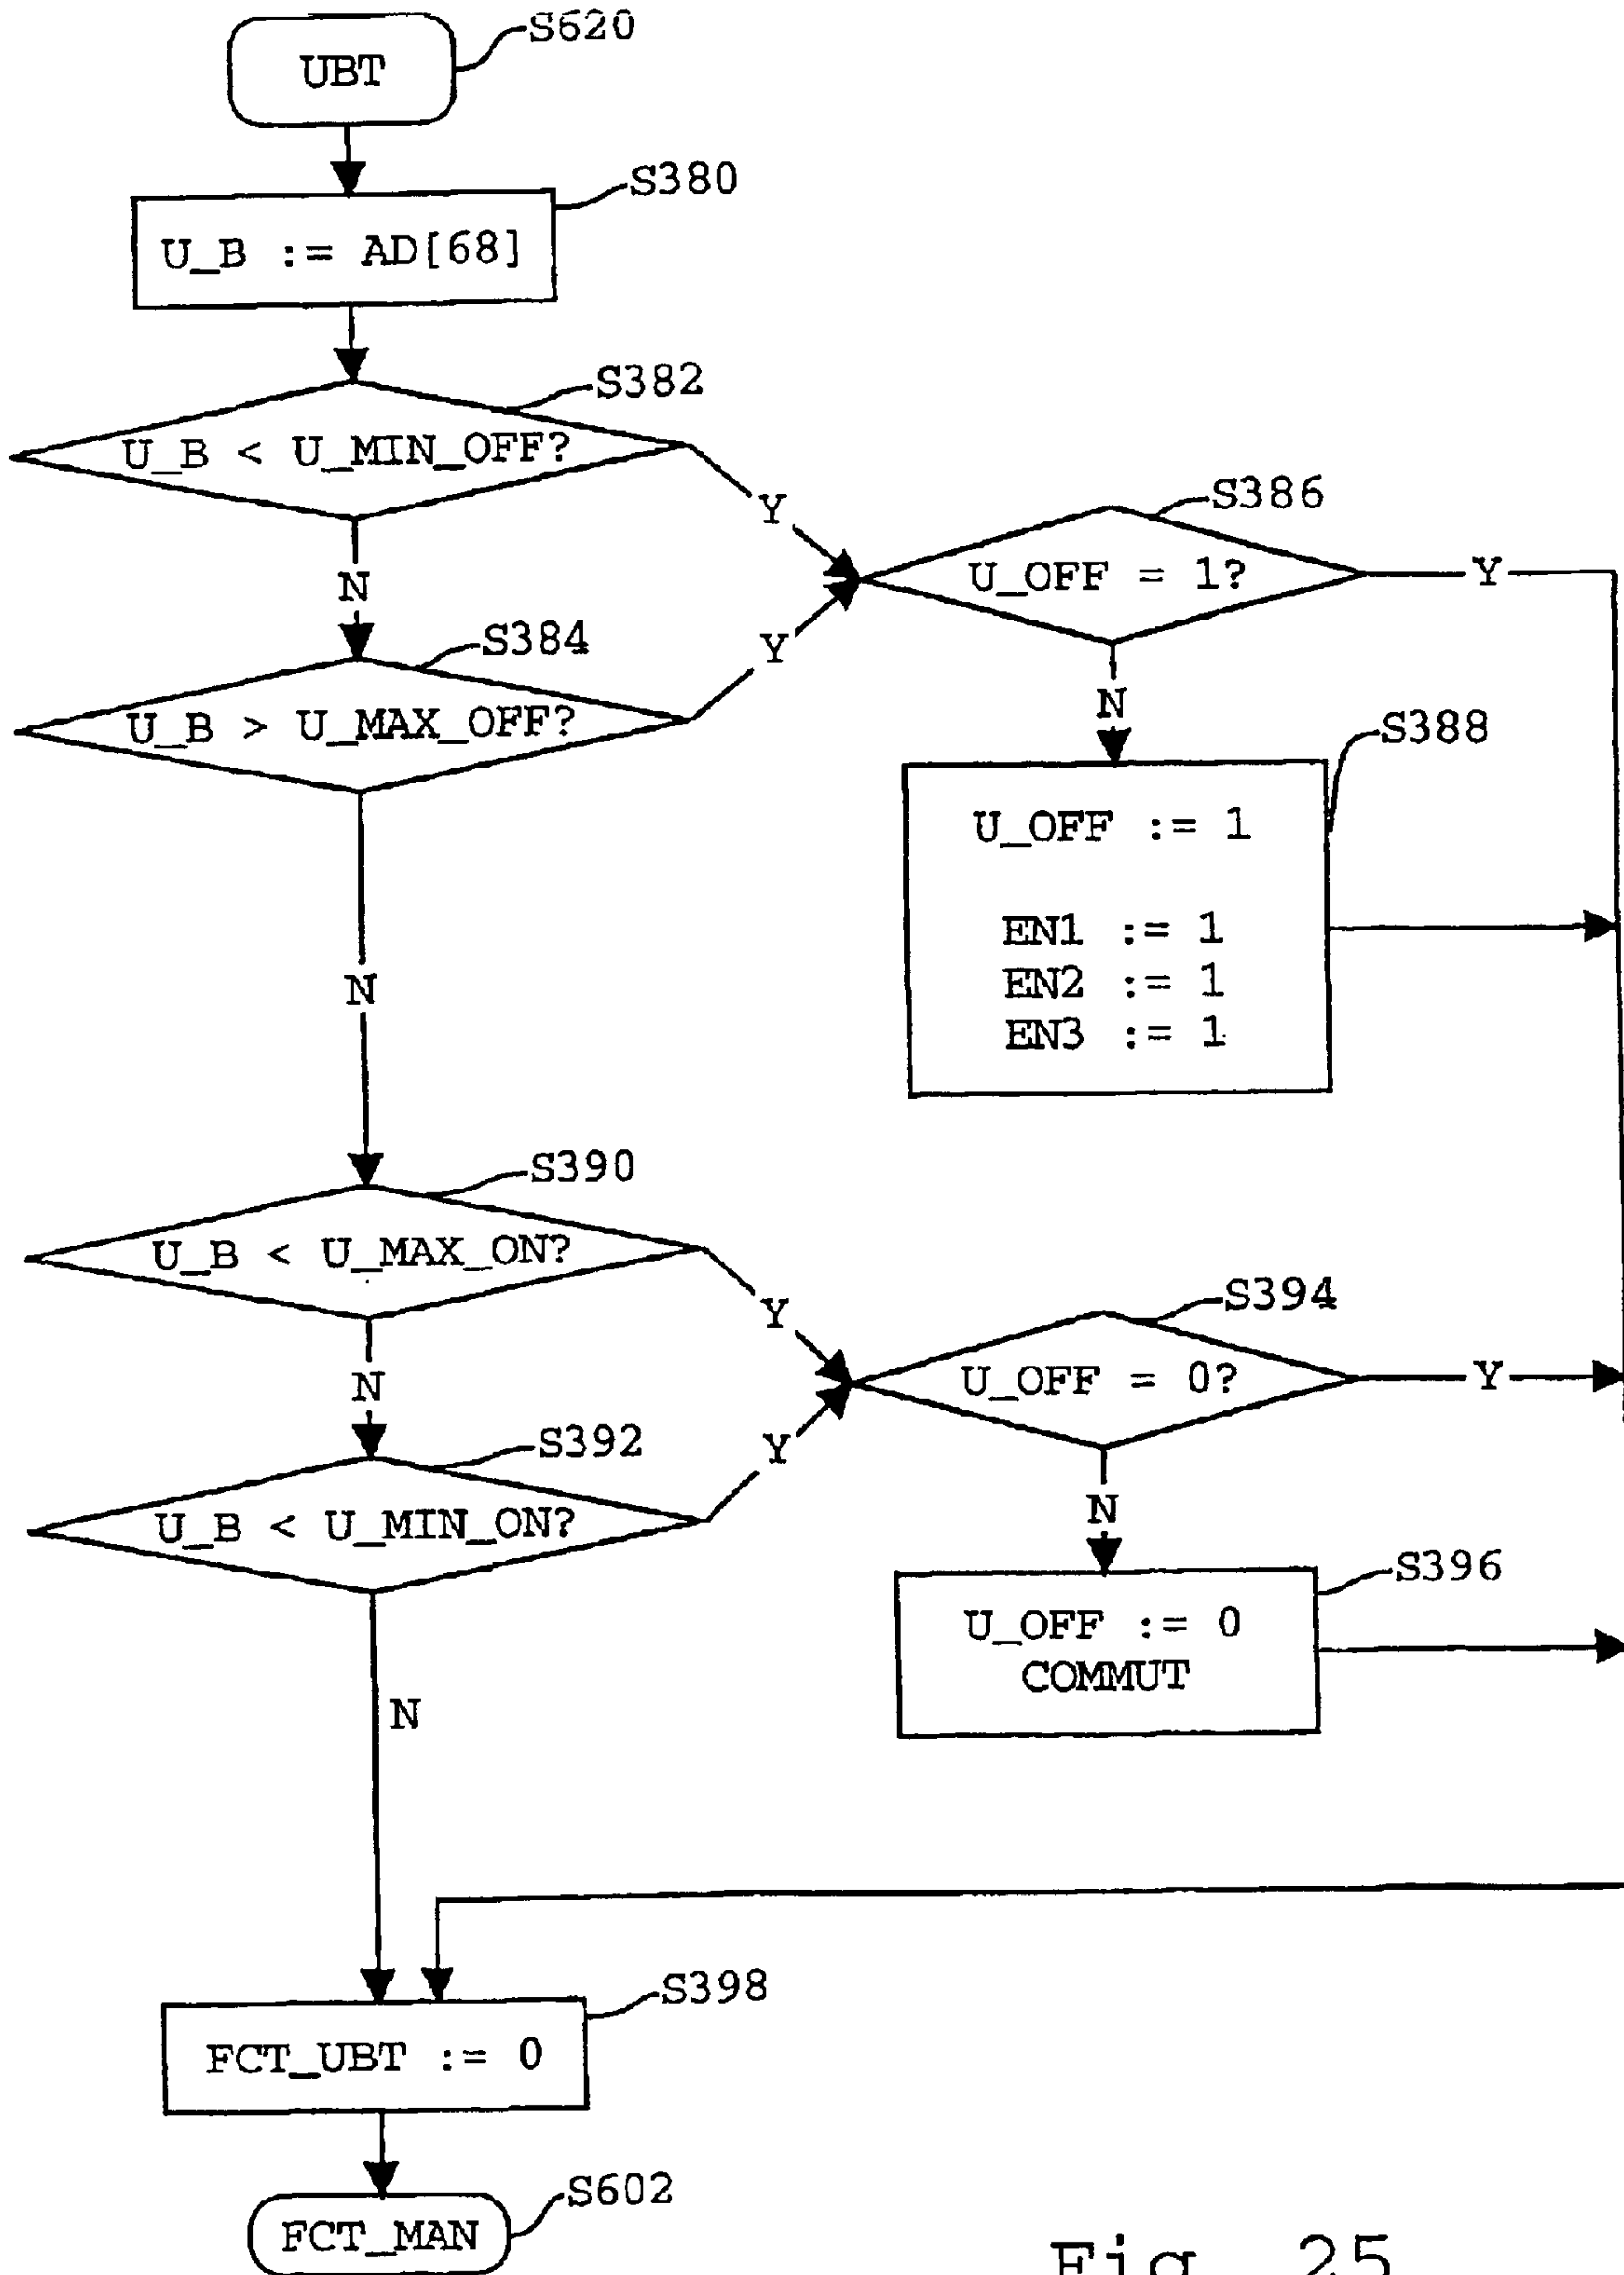 S620
UBT
S380
U_B := AD[68]
S382
U_B < U_MIN_OFF?
Y
N
S386
U_OFF = 1?
Y
N
S384
U_B > U_MAX_OFF?
Y
N
S388
U_OFF := 1
EN1 := 1
EN2 := 1
EN3 := 1
S390
U_B < U_MAX_ON?
Y
N
S394
U_OFF = 0?
Y
N
S392
U_B < U_MIN_ON?
Y
N
S396
U_OFF := 0
COMMUT
S398
FCT_UBT := 0
S602
FCT_MAN
Fig. 25